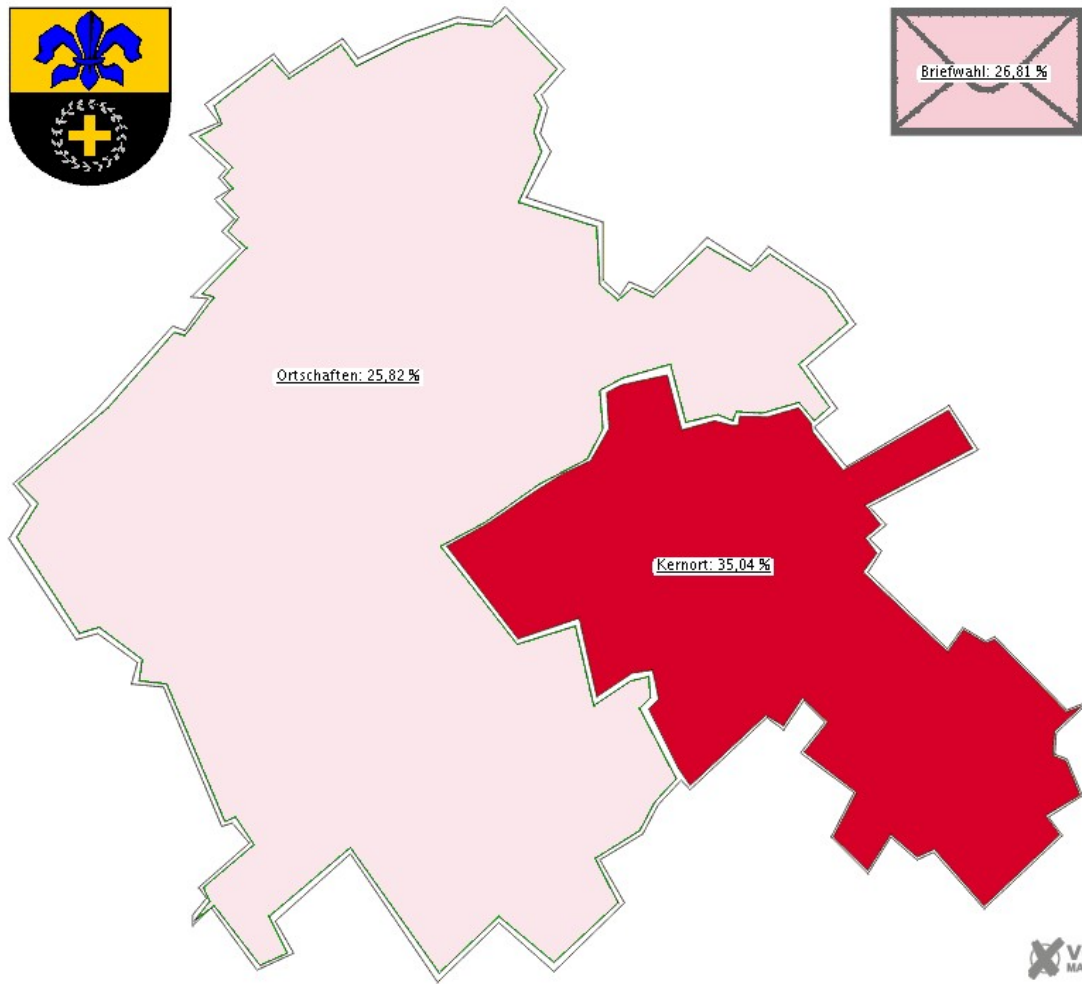 Briefwahl: 26,81 %
Ortschaften: 25,82 %
Kernort: 35,04 %